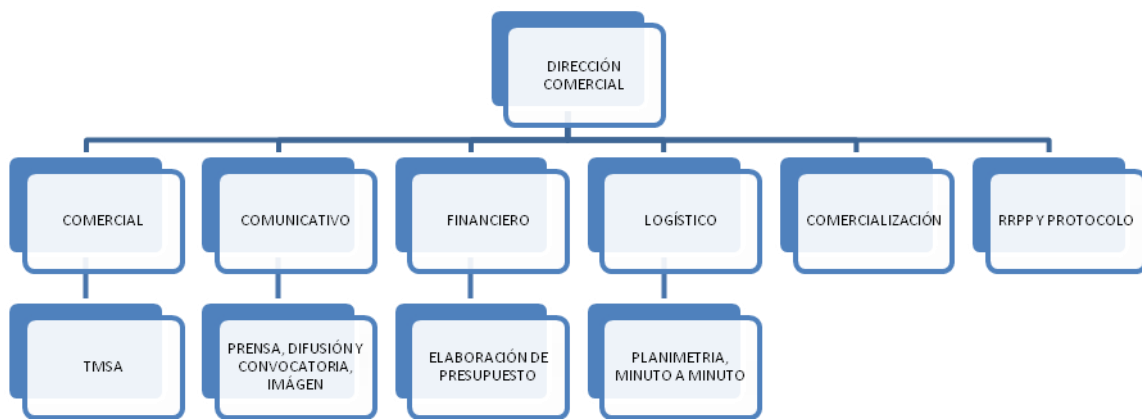 DIRECCIÓN
COMERCIAL
COMERCIAL
COMUNICATIVO
FINANCIERO
LOGÍSTICO
COMERCIALIZACIÓN
RRPP Y PROTOCOLO
TMSA
PRENSA, DIFUSIÓN Y
CONVOCATORIA,
IMÁGEN
ELABORACIÓN DE
PRESUPUESTO
PLANIMETRIA,
MINUTO A MINUTO